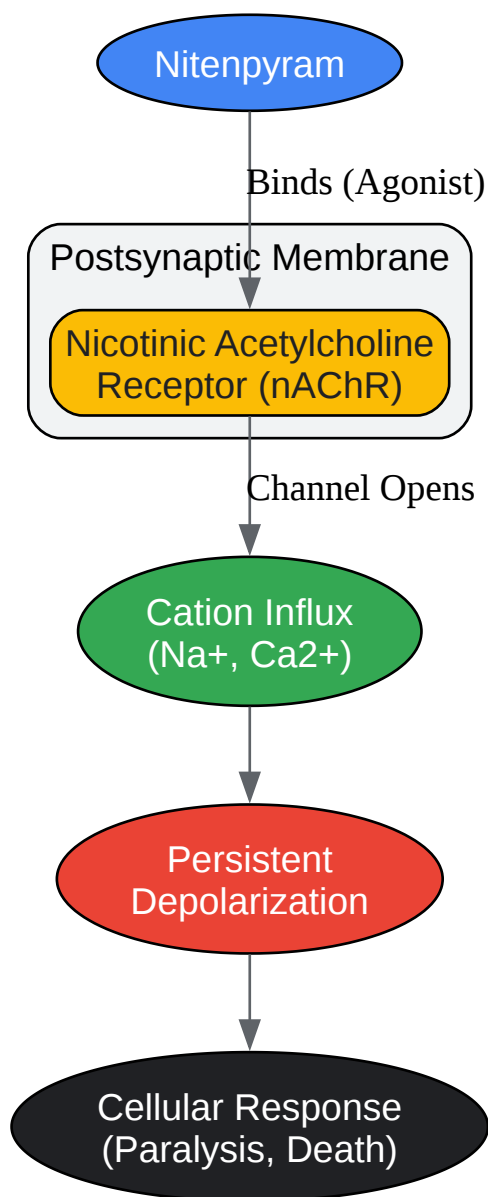 Nitenpyram
Binds (Agonist)
Postsynaptic Membrane
Nicotinic Acetylcholine
Receptor (nAChR)
Channel Opens
Cation Influx
(Na+, Ca2+)
Persistent
Depolarization
Cellular Response
(Paralysis, Death)